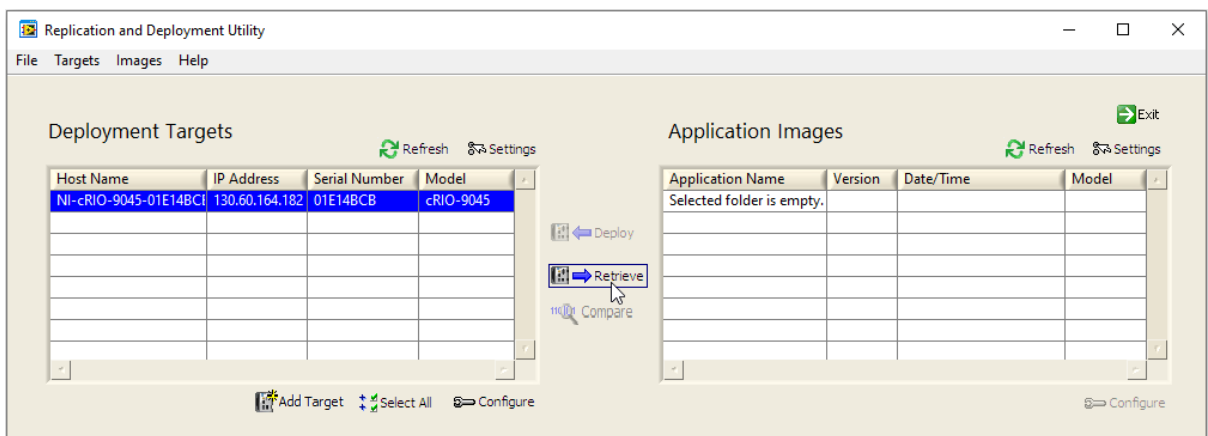 Replication and Deployment Utility
File Targets Images Help
Exit
Deployment Targets
Refresh Settings
Application Images
Refresh Settings
Host Name IP Address Serial Number Model
NI-cRIO-9045-01E14BCB 130.60.164.182 01E14BCB cRIO-9045
Application Name Version Date/Time Model
Selected folder is empty.
Deploy
Retrieve
Compare
Add Target Select All Configure
Configure